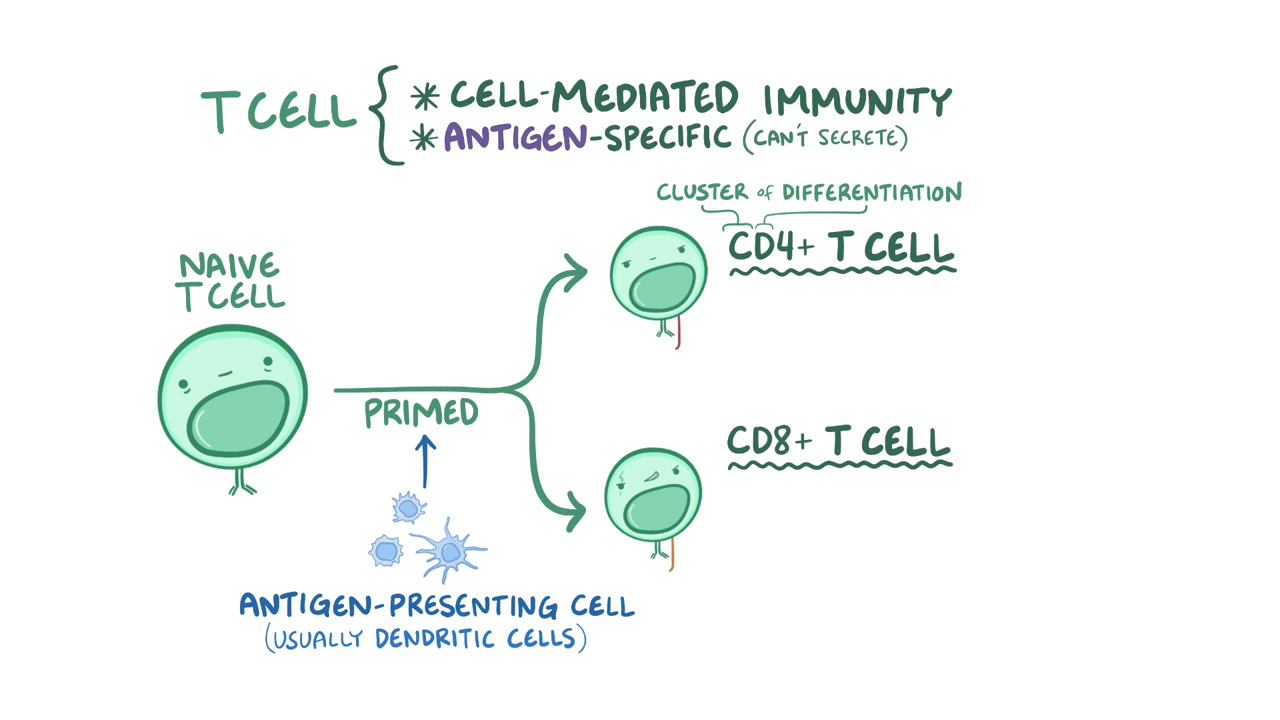 T CELL
* CELL-MEDIATED IMMUNITY
* ANTIGEN-SPECIFIC (CAN'T SECRETE)
CLUSTER of DIFFERENTIATION
CD4+ T CELL
NAIVE
T CELL
PRIMED
CD8+ T CELL
ANTIGEN-PRESENTING CELL
(USUALLY DENDRITIC CELLS)